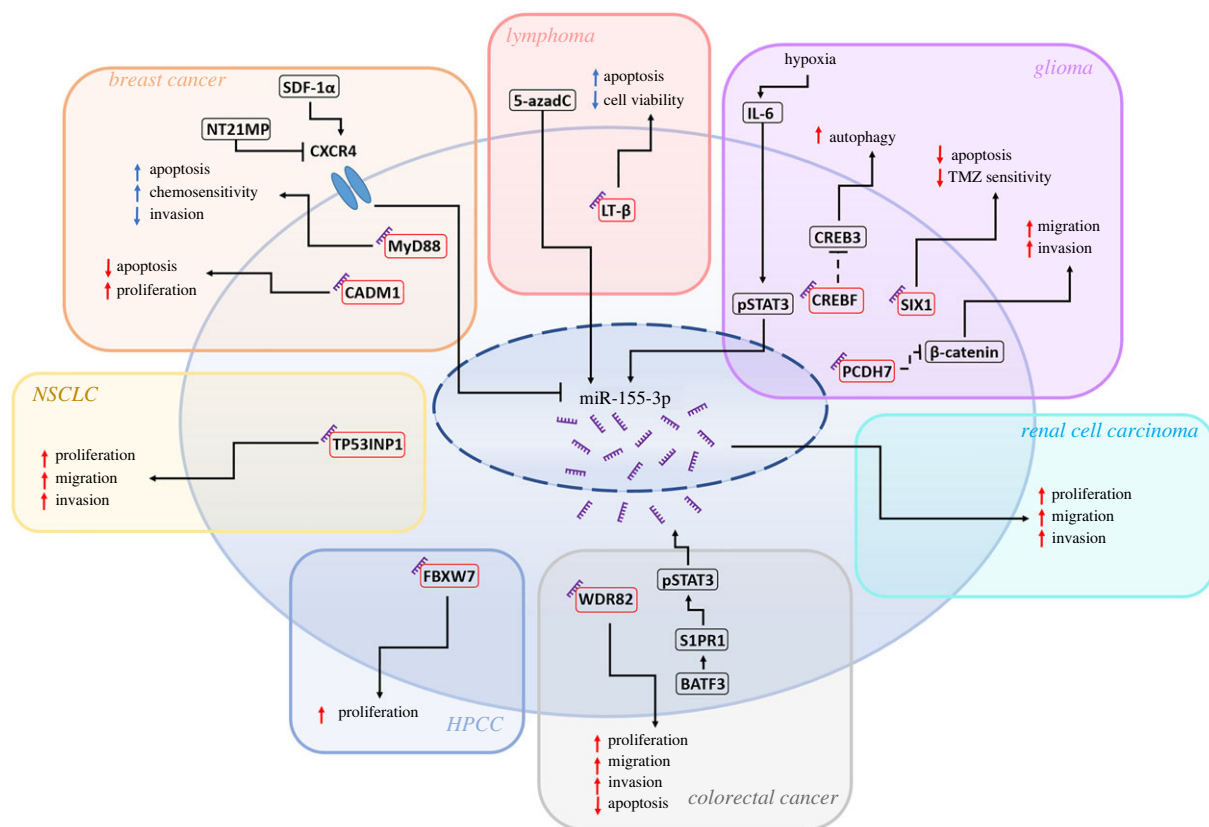 breast cancer
SDF-1α
NT21MP
CXCR4
apoptosis
chemosensitivity
invasion
MyD88
apoptosis
proliferation
CADM1
lymphoma
5-azadC
apoptosis
cell viability
LT-β
glioma
hypoxia
IL-6
autophagy
apoptosis
TMZ sensitivity
CREB3
migration
invasion
pSTAT3
CREBF
SIX1
PCDH7
β-catenin
miR-155-3p
NSCLC
TP53INP1
proliferation
migration
invasion
renal cell carcinoma
proliferation
migration
invasion
FBXW7
proliferation
HPCC
WDR82
pSTAT3
S1PR1
BATF3
proliferation
migration
invasion
apoptosis
colorectal cancer